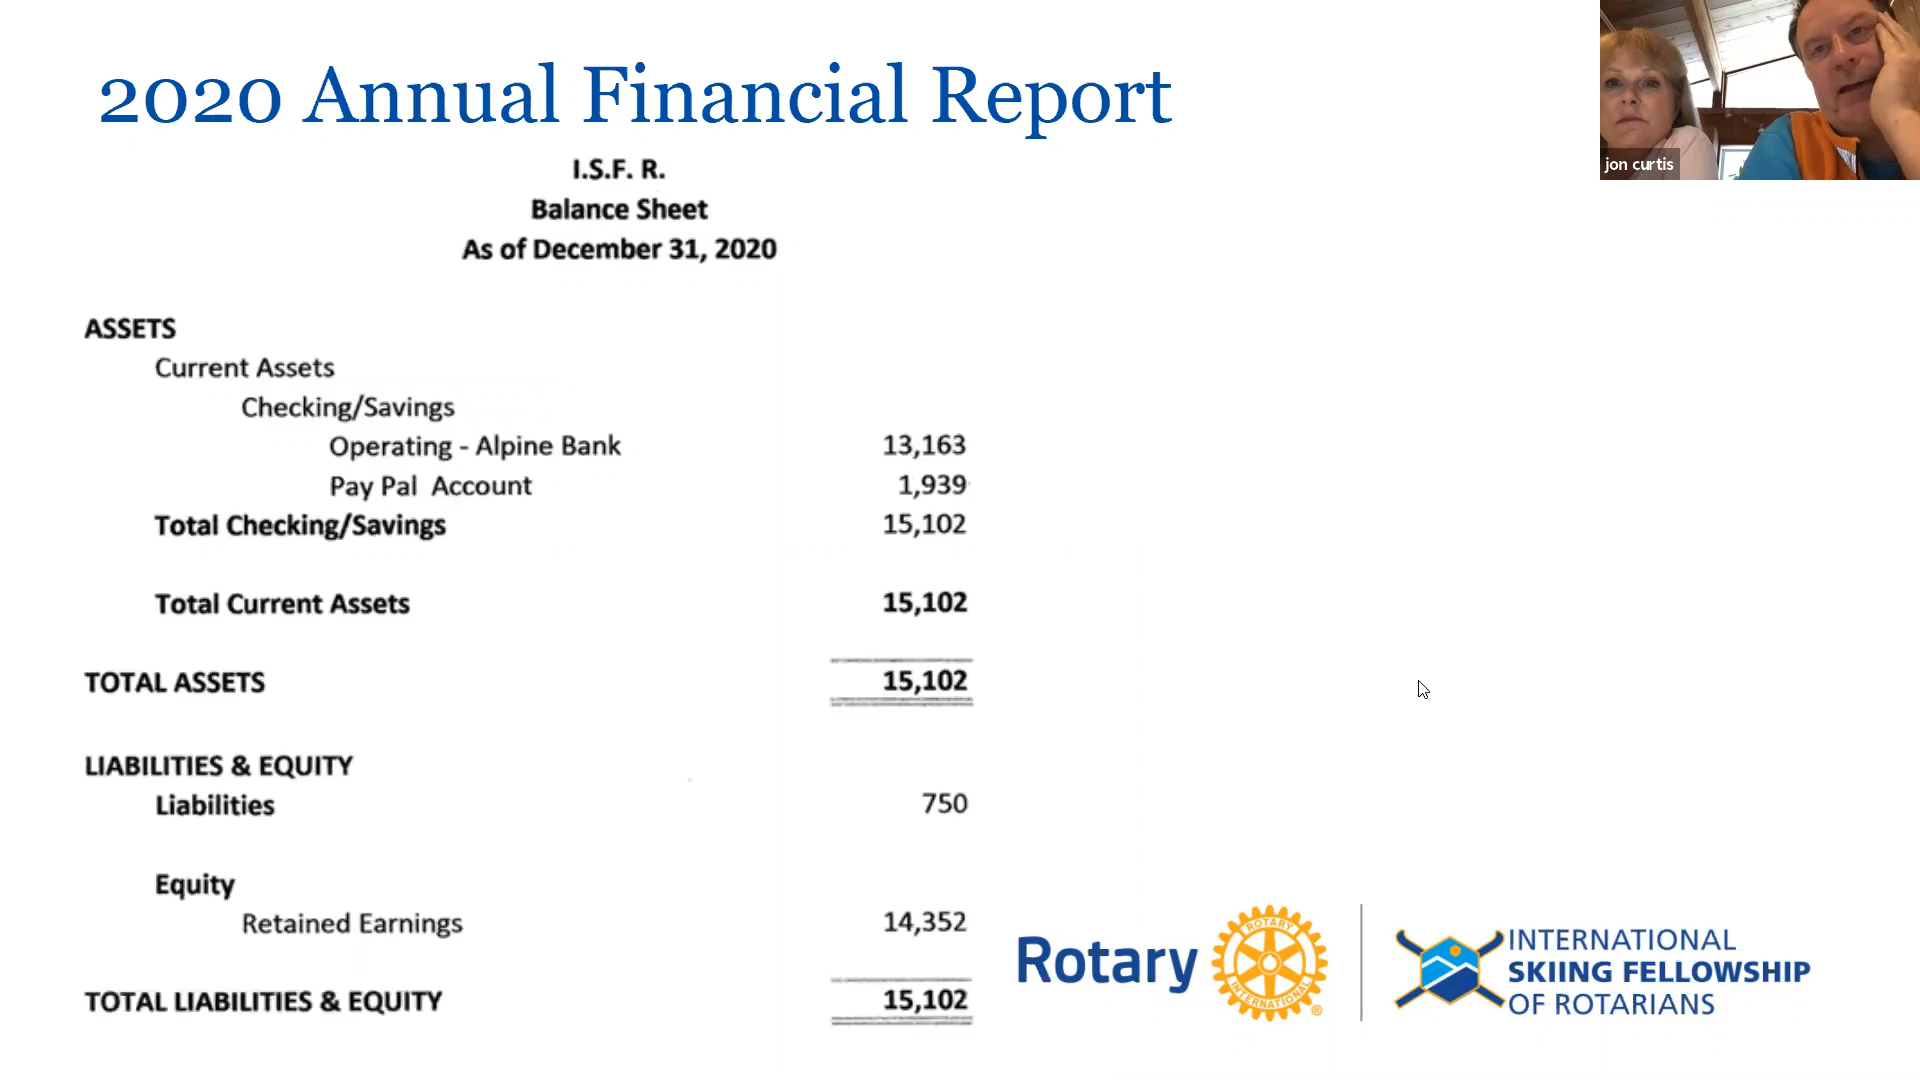 2020 Annual Financial Report
jon curtis
I.S.F. R.
Balance Sheet
As of December 31, 2020
ASSETS
Current Assets
Checking/Savings
Operating - Alpine Bank 13,163
Pay Pal Account 1,939
Total Checking/Savings 15,102
Total Current Assets 15,102
TOTAL ASSETS 15,102
LIABILITIES & EQUITY
Liabilities 750
Equity
Retained Earnings 14,352
TOTAL LIABILITIES & EQUITY 15,102
Rotary
ROTARY
INTERNATIONAL
®
INTERNATIONAL
SKIING FELLOWSHIP
OF ROTARIANS